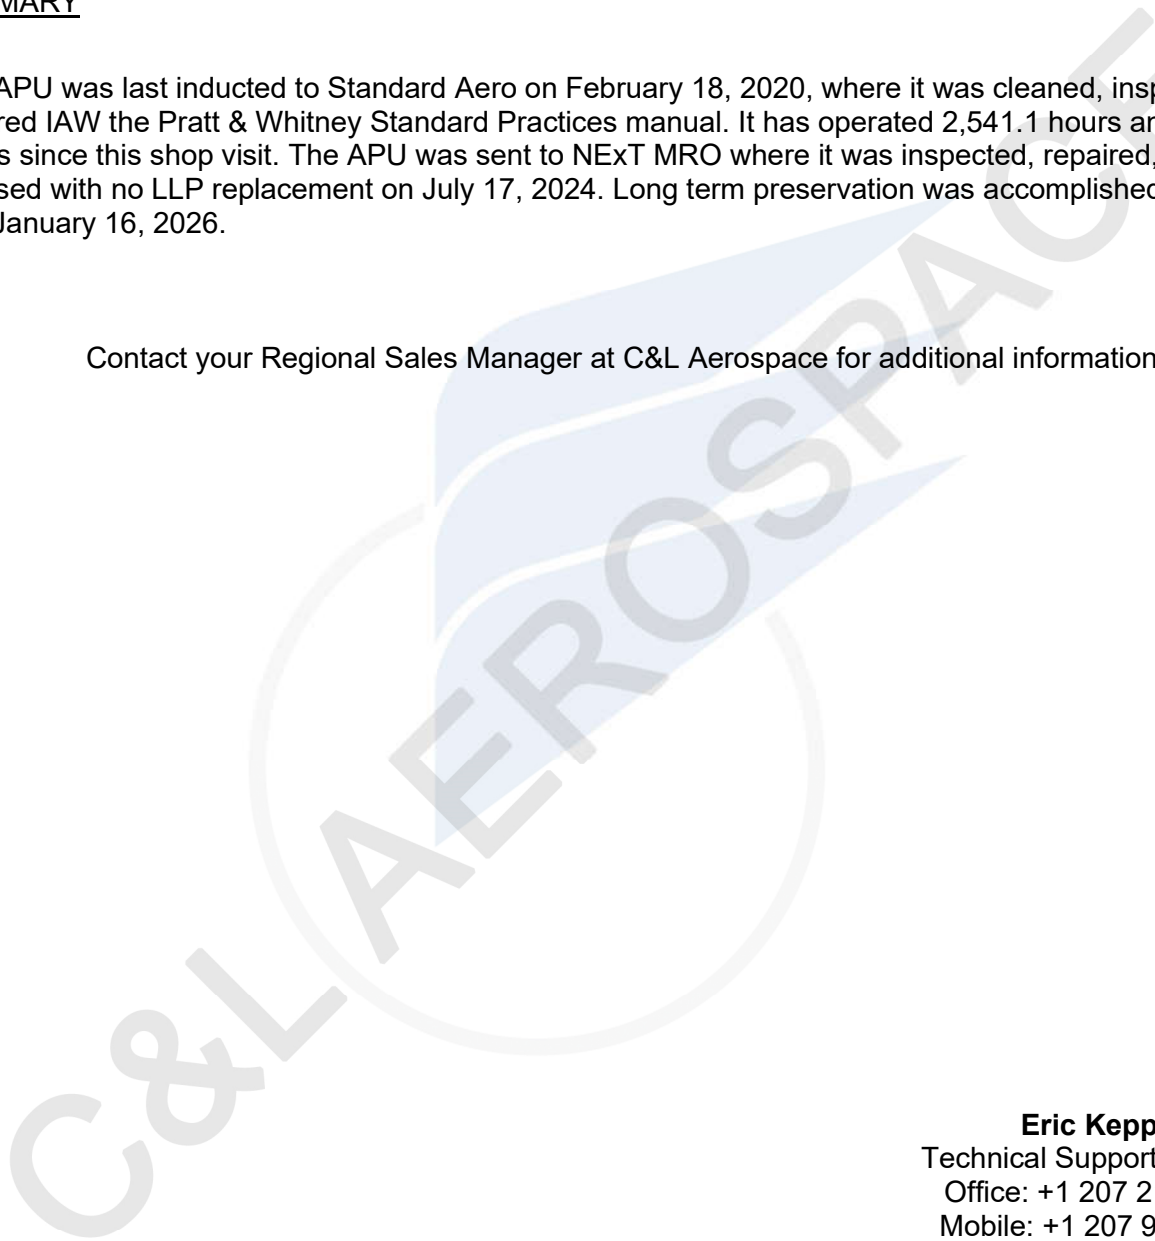 MARY
APU was last inducted to Standard Aero on February 18, 2020, where it was cleaned, insp
red IAW the Pratt & Whitney Standard Practices manual. It has operated 2,541.1 hours an
s since this shop visit. The APU was sent to NExT MRO where it was inspected, repaired,
sed with no LLP replacement on July 17, 2024. Long term preservation was accomplished
January 16, 2026.
Contact your Regional Sales Manager at C&L Aerospace for additional information
C&L AEROSPACE
Eric Kepp
Technical Support
Office: +1 207 2
Mobile: +1 207 9